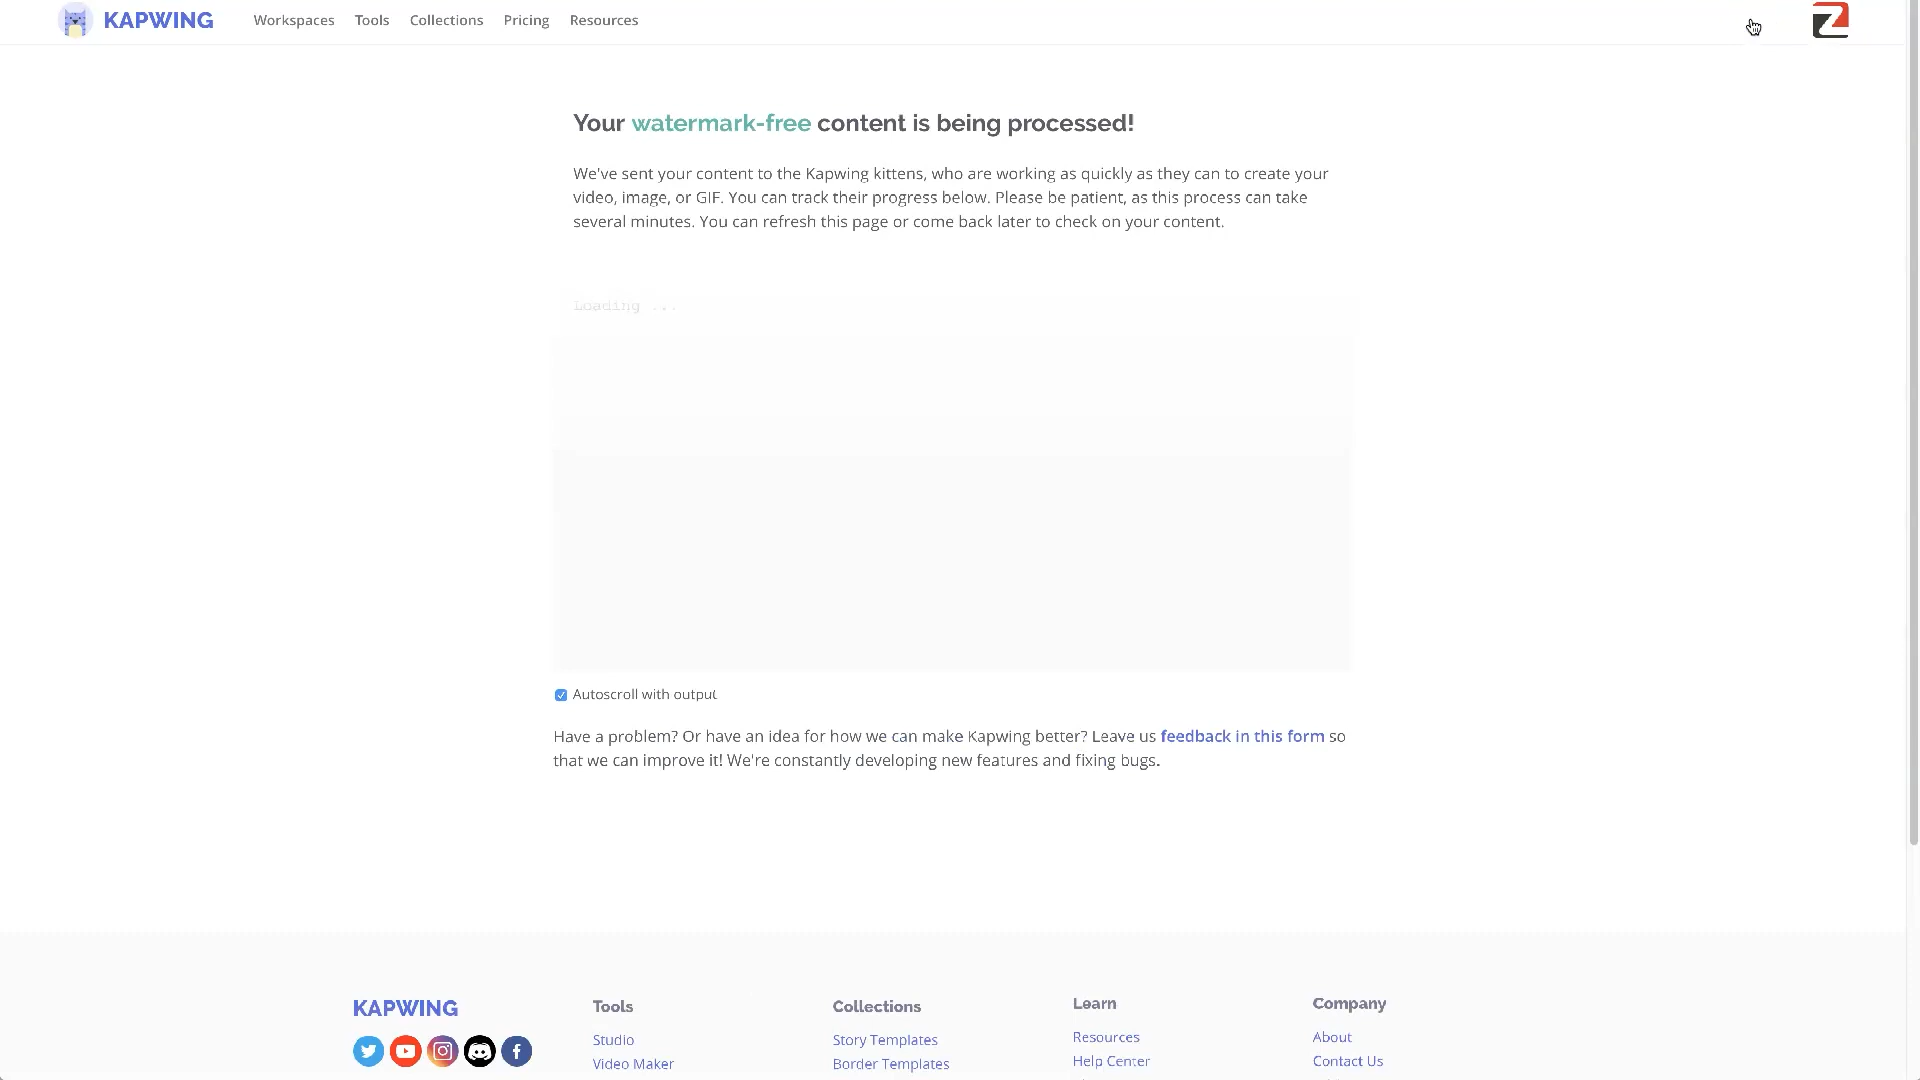 KAPWING Workspaces Tools Collections Pricing Resources
Your watermark-free content is being processed!
We've sent your content to the Kapwing kittens, who are working as quickly as they can to create your
video, image, or GIF. You can track their progress below. Please be patient, as this process can take
several minutes. You can refresh this page or come back later to check on your content.
Loading ...
Autoscroll with output
Have a problem? Or have an idea for how we can make Kapwing better? Leave us feedback in this form so
that we can improve it! We're constantly developing new features and fixing bugs.
KAPWING Tools Collections Learn Company
Studio Story Templates Resources About
Video Maker Border Templates Help Center Contact Us